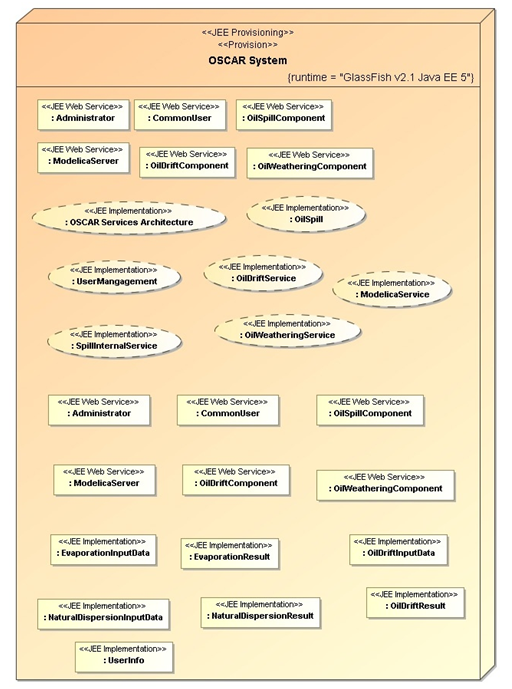 <<JEE Provisioning>>
<<Provision>>
OSCAR System
{runtime = "GlassFish v2.1 Java EE 5"}
<<JEE Web Service>>
: Administrator
<<JEE Web Service>>
: CommonUser
<<JEE Web Service>>
: OilSpillComponent
<<JEE Web Service>>
: ModelicaServer
<<JEE Web Service>>
: OilDriftComponent
<<JEE Web Service>>
: OilWeatheringComponent
<<JEE Implementation>>
: OSCAR Services Architecture
<<JEE Implementation>>
: OilSpill
<<JEE Implementation>>
: UserMangagement
<<JEE Implementation>>
: OilDriftService
<<JEE Implementation>>
: ModelicaService
<<JEE Implementation>>
: SpillInternalService
<<JEE Implementation>>
: OilWeatheringService
<<JEE Web Service>>
: Administrator
<<JEE Web Service>>
: CommonUser
<<JEE Web Service>>
: OilSpillComponent
<<JEE Web Service>>
: ModelicaServer
<<JEE Web Service>>
: OilDriftComponent
<<JEE Web Service>>
: OilWeatheringComponent
<<JEE Implementation>>
: EvaporationInputData
<<JEE Implementation>>
: EvaporationResult
<<JEE Implementation>>
: OilDriftInputData
<<JEE Implementation>>
: NaturalDispersionInputData
<<JEE Implementation>>
: NaturalDispersionResult
<<JEE Implementation>>
: OilDriftResult
<<JEE Implementation>>
: UserInfo